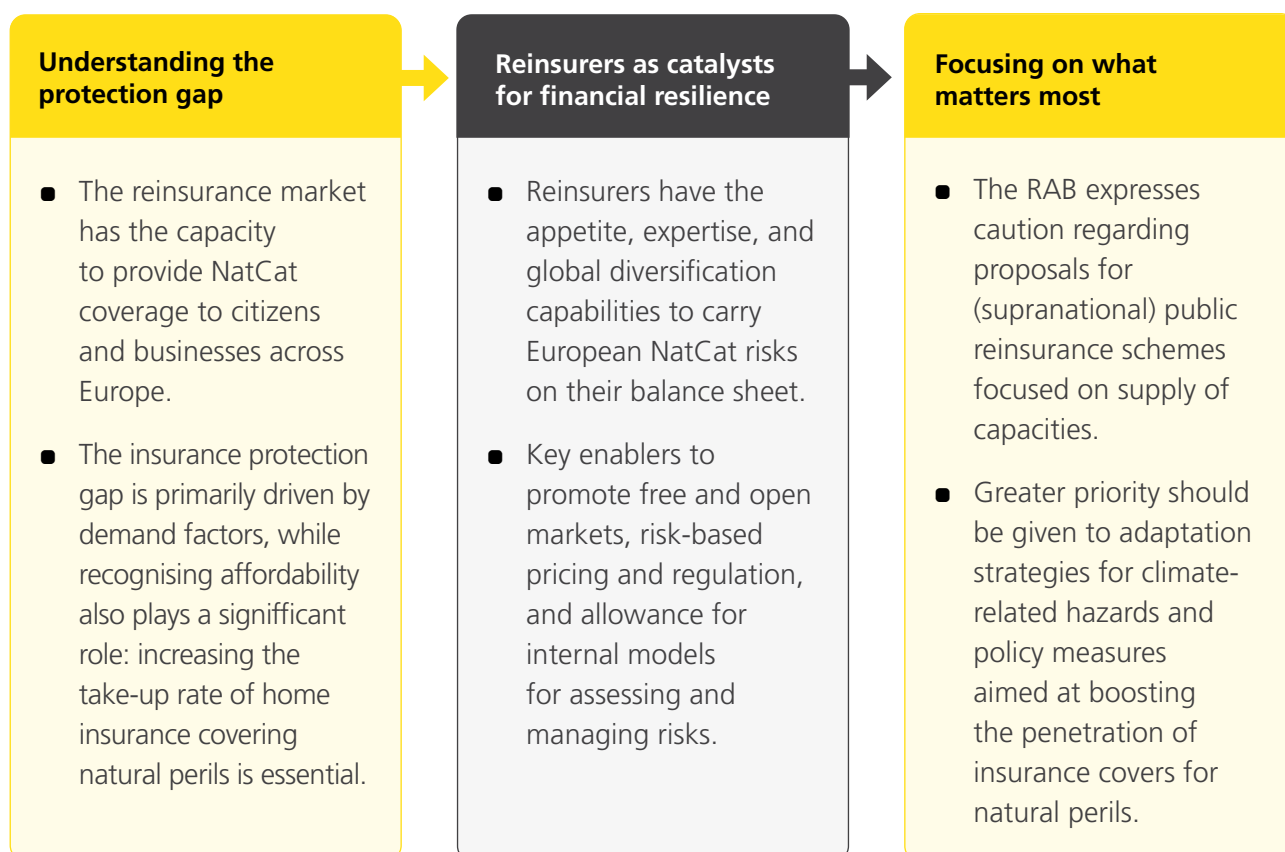 Understanding the
protection gap
■ The reinsurance market
has the capacity
to provide NatCat
coverage to citizens
and businesses across
Europe.
■ The insurance protection
gap is primarily driven by
demand factors, while
recognising affordability
also plays a signifficant
role: increasing the
take-up rate of home
insurance covering
natural perils is essential.
Reinsurers as catalysts
for financial resilience
■ Reinsurers have the
appetite, expertise, and
global diversification
capabilities to carry
European NatCat risks
on their balance sheet.
■ Key enablers to
promote free and open
markets, risk-based
pricing and regulation,
and allowance for
internal models
for assessing and
managing risks.
Focusing on what
matters most
■ The RAB expresses
caution regarding
proposals for
(supranational) public
reinsurance schemes
focused on supply of
capacities.
■ Greater priority should
be given to adaptation
strategies for climate-
related hazards and
policy measures
aimed at boosting
the penetration of
insurance covers for
natural perils.